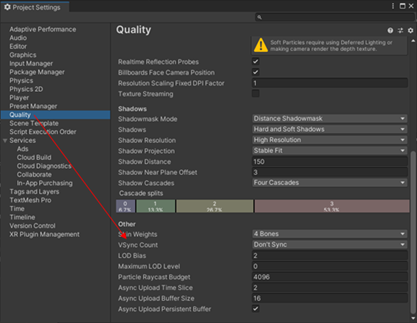 Project Settings
Adaptive Performance
Audio
Editor
Graphics
Input Manager
Package Manager
Physics
Physics 2D
Player
Preset Manager
Quality
Scene Template
Script Execution Order
Services
Ads
Cloud Build
Cloud Diagnostics
Collaborate
In-App Purchasing
Tags and Layers
TextMesh Pro
Time
Timeline
Version Control
XR Plugin Management
Quality
Soft Particles require using Deferred Lighting or
making camera render the depth texture.
Realtime Reflection Probes
Billboards Face Camera Position
Resolution Scaling Fixed DPI Factor 1
Texture Streaming
Shadows
Shadowmask Mode Distance Shadowmask
Shadows Hard and Soft Shadows
Shadow Resolution High Resolution
Shadow Projection Stable Fit
Shadow Distance 150
Shadow Near Plane Offset 3
Shadow Cascades Four Cascades
Cascade splits
0 1 2 3
6.7% 13.3% 26.7% 53.3%
Other
Skin Weights 4 Bones
VSync Count Don't Sync
LOD Bias 2
Maximum LOD Level 0
Particle Raycast Budget 4096
Async Upload Time Slice 2
Async Upload Buffer Size 16
Async Upload Persistent Buffer